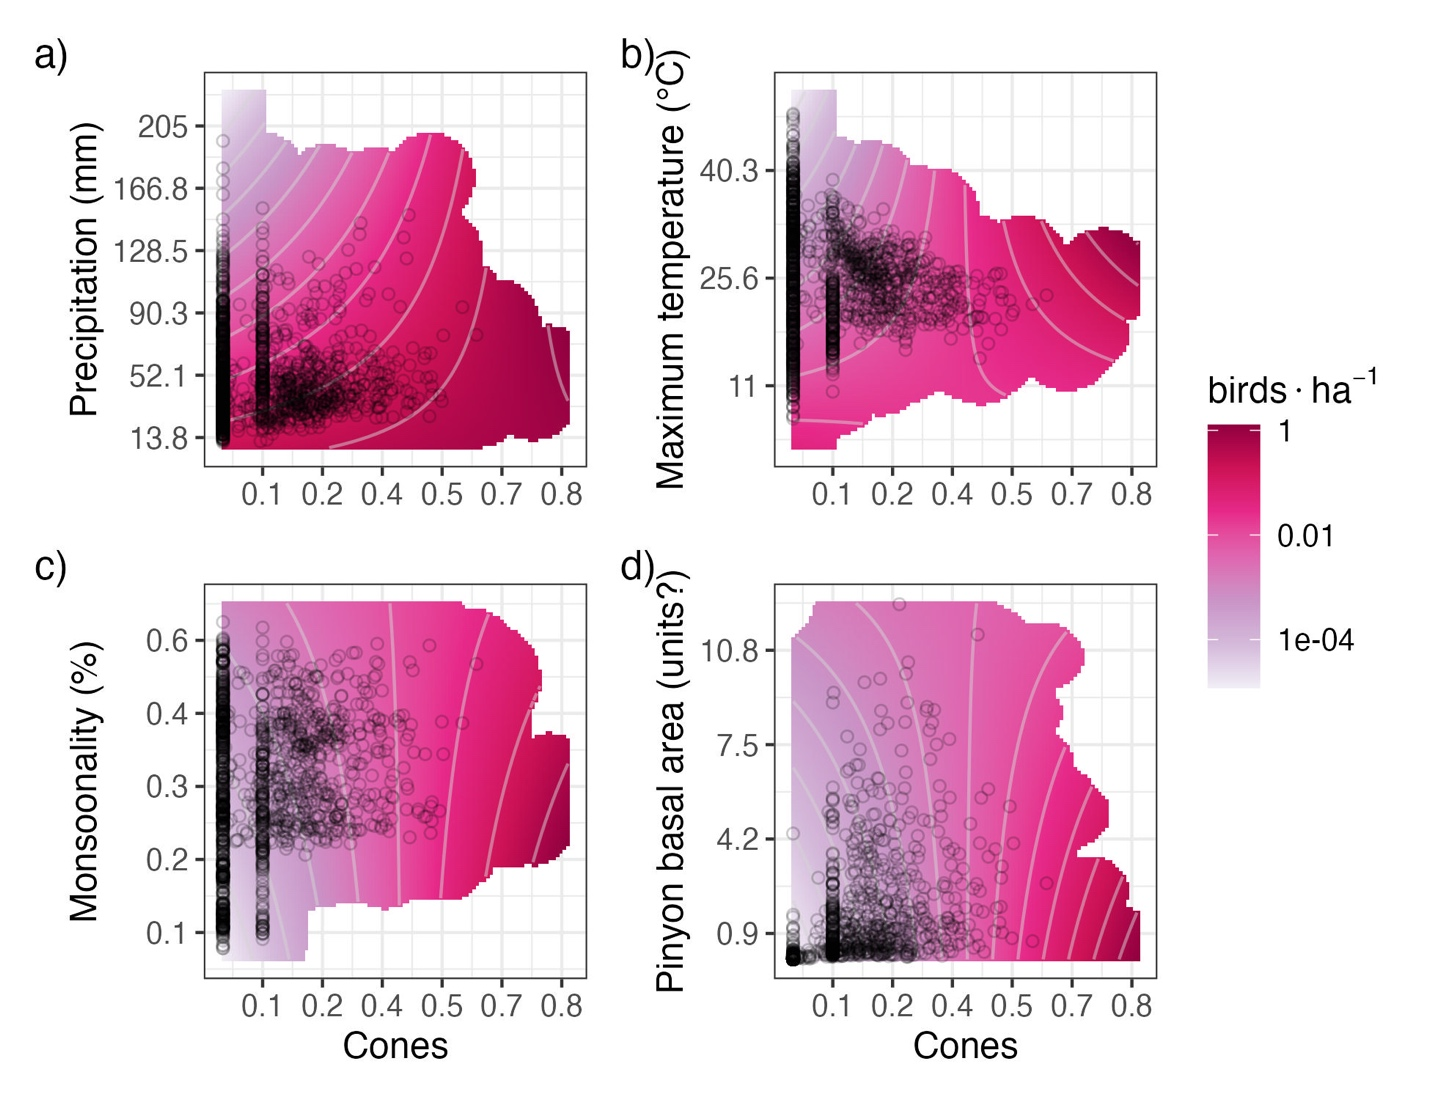 a)
Precipitation (mm)
205
166.8
128.5
90.3
52.1
13.8
0.1 0.2 0.4 0.5 0.7 0.8
b)
Maximum temperature (°C)
40.3
25.6
11
0.1 0.2 0.4 0.5 0.7 0.8
c)
Monsoonality (%)
0.6
0.4
0.3
0.2
0.1
0.1 0.2 0.4 0.5 0.7 0.8
Cones
d)
Pinyon basal area (units?)
10.8
7.5
4.2
0.9
0.1 0.2 0.4 0.5 0.7 0.8
Cones
birds · ha⁻¹
1
0.01
1e-04